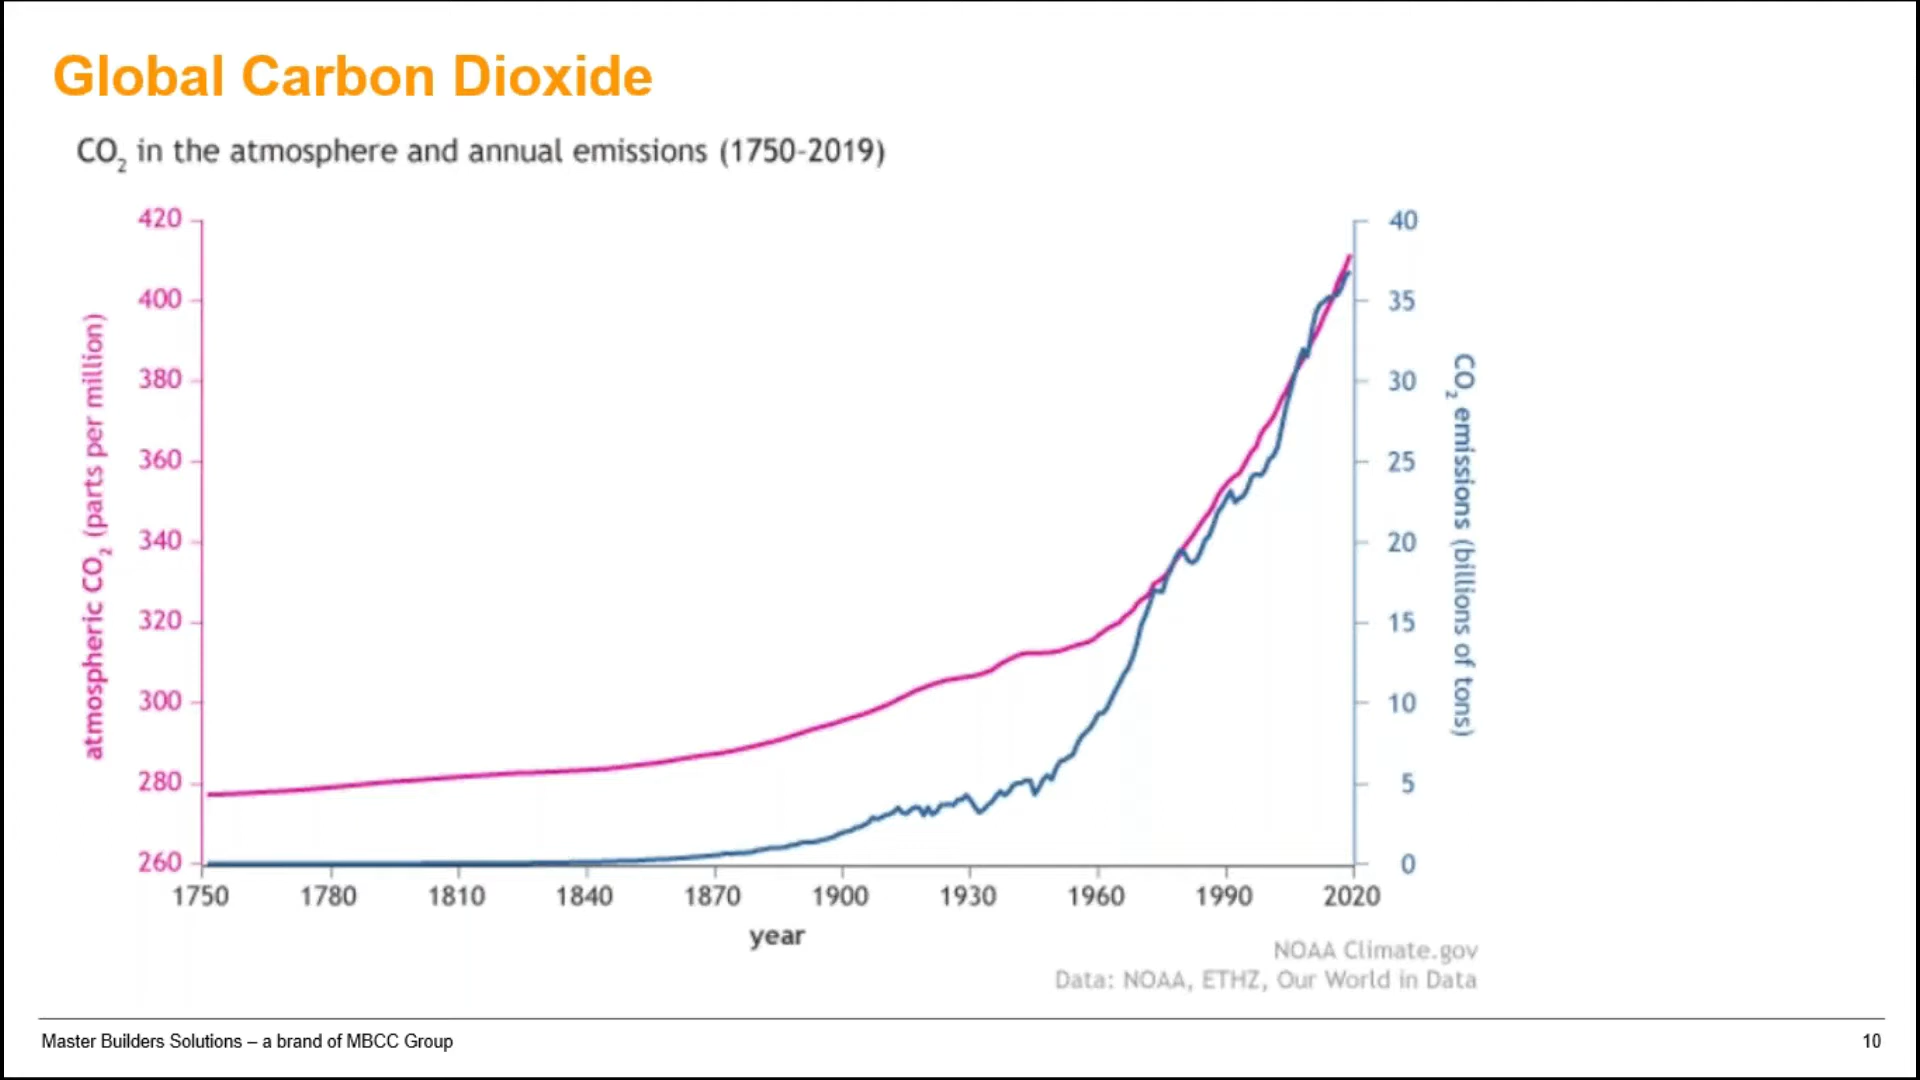 Global Carbon Dioxide
CO₂ in the atmosphere and annual emissions (1750-2019)
atmospheric CO₂ (parts per million)
420
400
380
360
340
320
300
280
260
40
35
30
25
20
15
10
5
0
CO₂ emissions (billions of tons)
1750 1780 1810 1840 1870 1900 1930 1960 1990 2020
year
NOAA Climate.gov
Data: NOAA, ETHZ, Our World in Data
Master Builders Solutions – a brand of MBCC Group
10